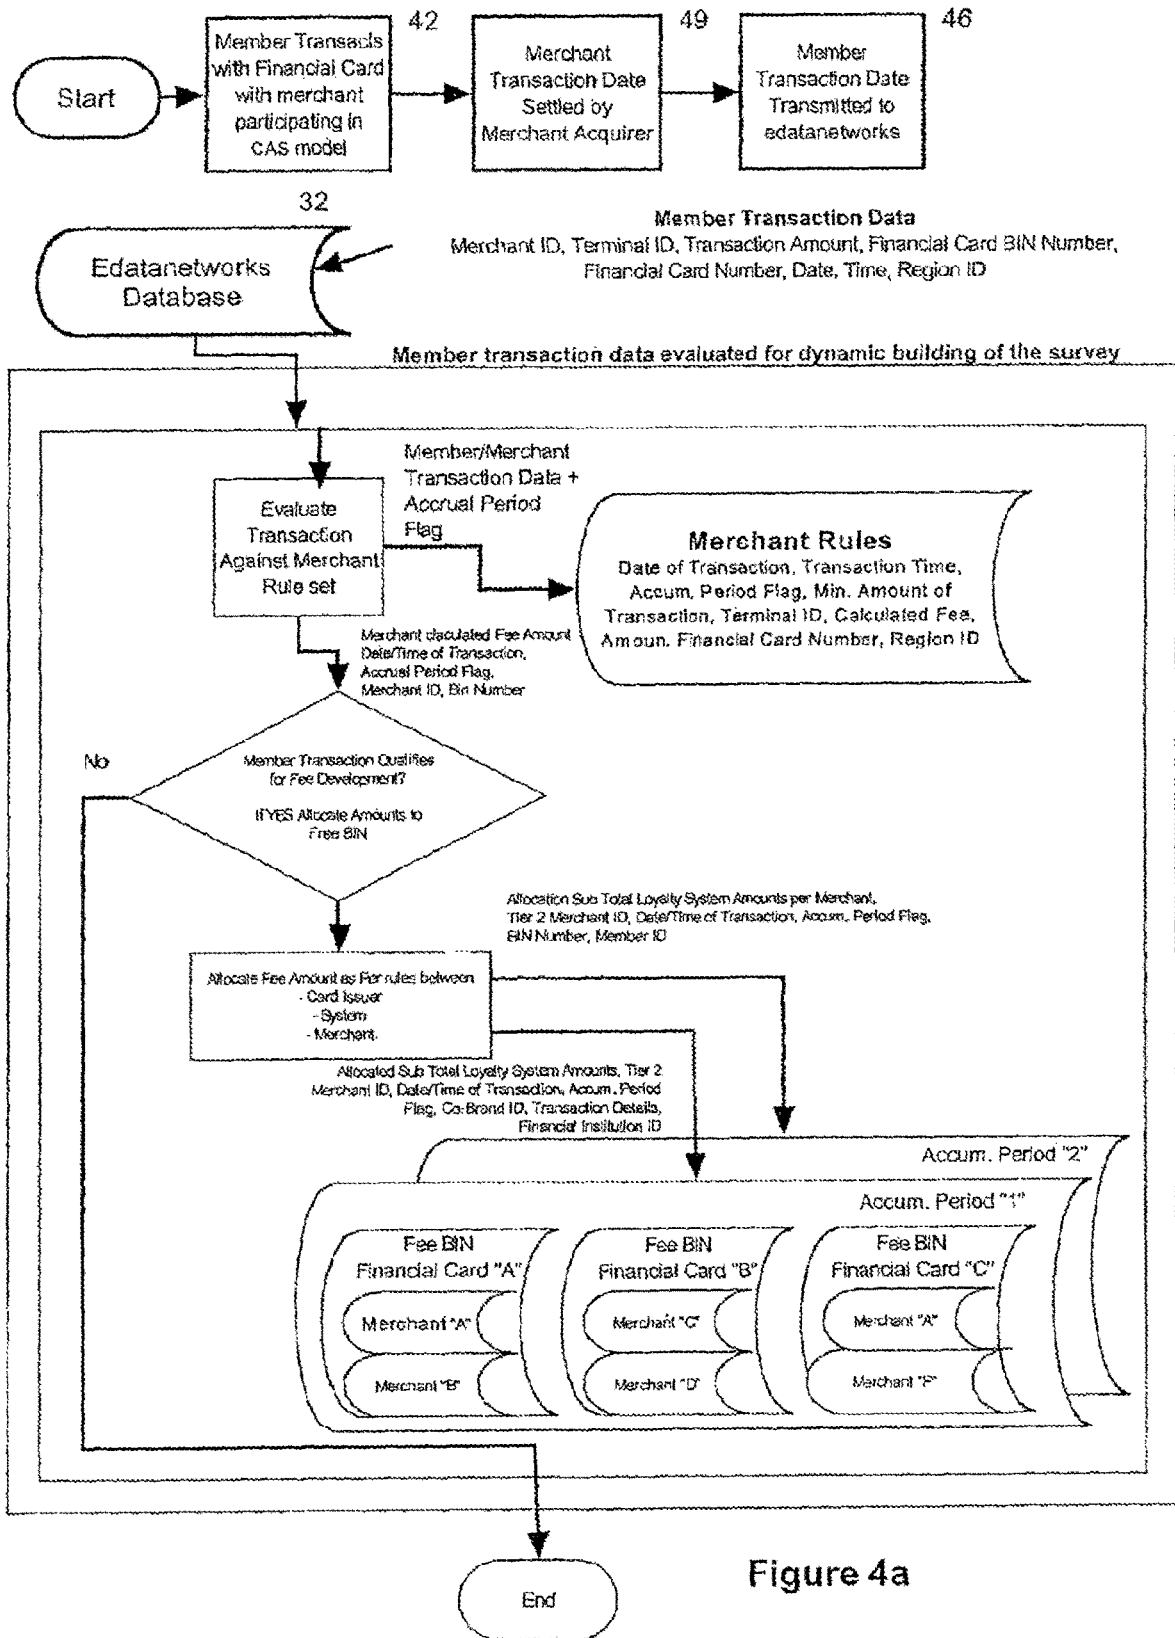 42
49
46
Start
Member Transacts
with Financial Card
with merchant
participating in
CAS model
Merchant
Transaction Date
Settled by
Merchant Acquirer
Member
Transaction Date
Transmitted to
edatanetworks
32
Edatanetworks
Database
Member Transaction Data
Merchant ID, Terminal ID, Transaction Amount, Financial Card BIN Number,
Financial Card Number, Date, Time, Region ID
Member transaction data evaluated for dynamic building of the survey
Evaluate
Transaction
Against Merchant
Rule set
Member/Merchant
Transaction Data +
Accrual Period
Flag
Merchant Rules
Date of Transaction, Transaction Time,
Accum. Period Flag, Min. Amount of
Transaction, Terminal ID, Calculated Fee,
Amoun. Financial Card Number, Region ID
Merchant claculated Fee Amount
Date/Time of Transaction,
Accrual Period Flag,
Merchant ID, Bin Number
No
Member Transaction Qualifies
for Fee Development?
If YES Allocate Amounts to
Free BIN
Allocation Sub Total Loyalty System Amounts per Merchant,
Tier 2 Merchant ID, Date/Time of Transaction, Accum. Period Flag,
BIN Number, Member ID
Allocate Fee Amount as Per rules between
- Card Issuer
- System
- Merchant.
Allocated Sub Total Loyalty System Amounts, Tier 2
Merchant ID, Date/Time of Transaction, Accum. Period
Flag, Co-Brand ID, Transaction Details,
Financial Institution ID
Accum. Period "2"
Accum. Period "1"
Fee BIN
Financial Card "A"
Merchant "A"
Merchant "B"
Fee BIN
Financial Card "B"
Merchant "C"
Merchant "D"
Fee BIN
Financial Card "C"
Merchant "A"
Merchant "F"
End
Figure 4a